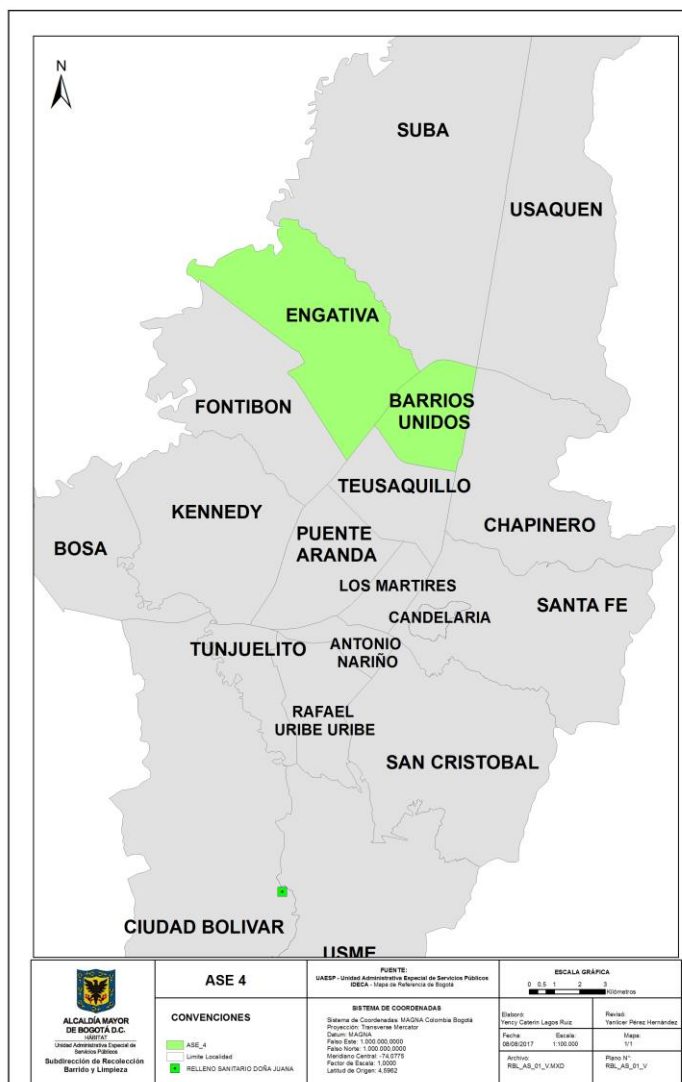 N
SUBA
USAQUEN
ENGATIVA
BARRIOS
UNIDOS
FONTIBON
TEUSAQUILLO
KENNEDY
CHAPINERO
PUENTE
ARANDA
BOSA
LOS MARTIRES
SANTA FE
CANDELARIA
TUNJUELITO
ANTONIO
NARIÑO
RAFAEL
URIBE URIBE
SAN CRISTOBAL
CIUDAD BOLIVAR
USME
ALCALDÍA MAYOR
DE BOGOTÁ D.C.
HÁBITAT
Unidad Administrativa Especial de
Servicios Públicos
Subdirección de Recolección
Barrido y Limpieza
ASE 4
CONVENCIONES
ASE_4
Limite Localidad
RELLENO SANITARIO DOÑA JUANA
FUENTE:
UAESP - Unidad Administrativa Especial de Servicios Públicos
IDECA - Mapa de Referencia de Bogotá
SISTEMA DE COORDENADAS
Sistema de Coordenadas: MAGNA Colombia Bogotá
Proyección: Transverse Mercator
Datum: MAGNA
Falso Este: 1.000.000,0000
Falso Norte: 1.000.000,0000
Meridiano Central: -74,0775
Factor de Escala: 1,0000
Latitud de Origen: 4,5962
ESCALA GRÁFICA
0 0,5 1 2 3
Kilómetros
Elaboró:
Yency Caterin Lagos Ruiz
Revisó:
Yanlicer Pérez Hernández
Fecha:
08/08/2017
Escala:
1:100.000
Mapa:
1/1
Archivo:
RBL_AS_01_V.MXD
Plano N°:
RBL_AS_01_V